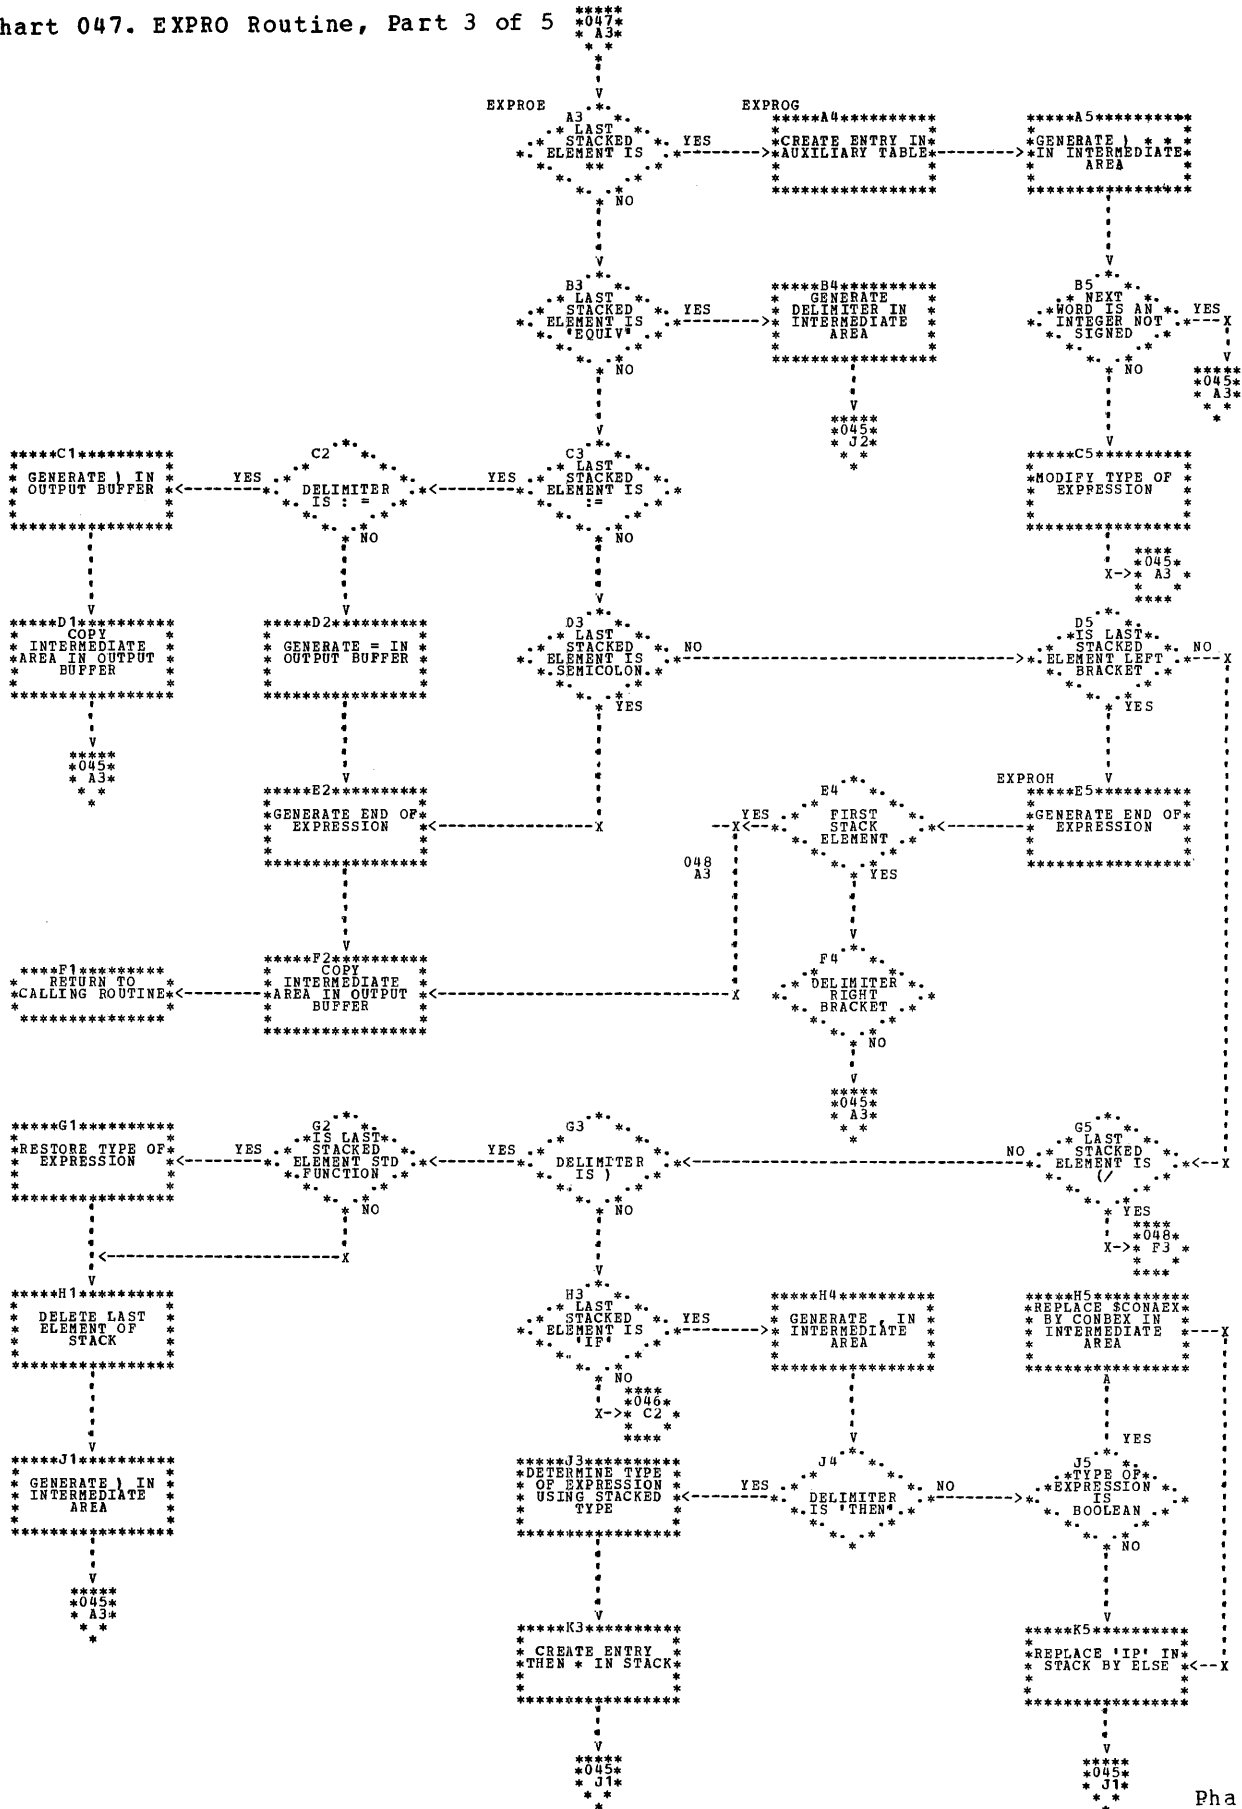 hart 047. EXPRO Routine, Part 3 of 5
*047*
* A3*
EXPROE
EXPROG
A3
LAST
STACKED
ELEMENT IS
**
YES
NO
*****A4**********
CREATE ENTRY IN
AUXILIARY TABLE
*****A5**********
GENERATE ) * *
IN INTERMEDIATE
AREA
B3
LAST
STACKED
ELEMENT IS
'EQUIV'
YES
NO
*****B4**********
GENERATE
DELIMITER IN
INTERMEDIATE
AREA
B5
NEXT
WORD IS AN
INTEGER NOT
SIGNED
YES
NO
*045*
* A3*
*045*
* J2*
*****C1**********
GENERATE ) IN
OUTPUT BUFFER
YES
C2
DELIMITER
IS : =
NO
YES
C3
LAST
STACKED
ELEMENT IS
:=
NO
*****C5**********
MODIFY TYPE OF
EXPRESSION
X->
*045*
* A3 *
*****D1**********
COPY
INTERMEDIATE
AREA IN OUTPUT
BUFFER
*****D2**********
GENERATE = IN
OUTPUT BUFFER
D3
LAST
STACKED
ELEMENT IS
SEMICOLON
NO
YES
D5
IS LAST
STACKED
ELEMENT LEFT
BRACKET
NO
YES
*045*
* A3*
EXPROH
*****E2**********
GENERATE END OF
EXPRESSION
E4
FIRST
STACK
ELEMENT
YES
YES
*****E5**********
GENERATE END OF
EXPRESSION
048
A3
*****F1*********
RETURN TO
CALLING ROUTINE
*****F2**********
COPY
INTERMEDIATE
AREA IN OUTPUT
BUFFER
F4
DELIMITER
RIGHT
BRACKET
NO
*045*
* A3*
*****G1**********
RESTORE TYPE OF
EXPRESSION
YES
G2
IS LAST
STACKED
ELEMENT STD
FUNCTION
NO
YES
G3
DELIMITER
IS )
NO
NO
G5
LAST
STACKED
ELEMENT IS
(/
YES
X->
*048*
* F3 *
*****H1**********
DELETE LAST
ELEMENT OF
STACK
H3
LAST
STACKED
ELEMENT IS
'IF'
YES
NO
X->
*046*
* C2 *
*****H4**********
GENERATE , IN
INTERMEDIATE
AREA
*****H5**********
REPLACE $CONAEX
BY CONBEX IN
INTERMEDIATE
AREA
*****J1**********
GENERATE ) IN
INTERMEDIATE
AREA
*****J3**********
DETERMINE TYPE
OF EXPRESSION
USING STACKED
TYPE
YES
J4
DELIMITER
IS 'THEN'
NO
YES
J5
TYPE OF
EXPRESSION
IS
BOOLEAN
NO
*045*
* A3*
*****K3**********
CREATE ENTRY
THEN * IN STACK
*****K5**********
REPLACE 'IP' IN
STACK BY ELSE
*045*
* J1*
*045*
* J1*
Pha